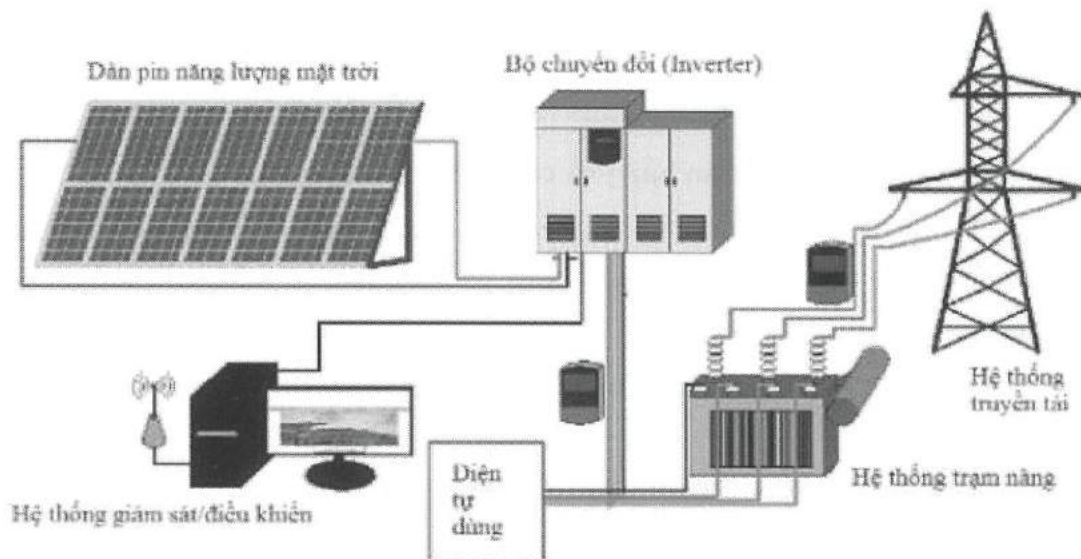 Dàn pin năng lượng mặt trời
Bộ chuyển đổi (Inverter)
Hệ thống
truyền tải
Hệ thống trạm nâng
Điện
tự
dùng
Hệ thống giám sát/điều khiển